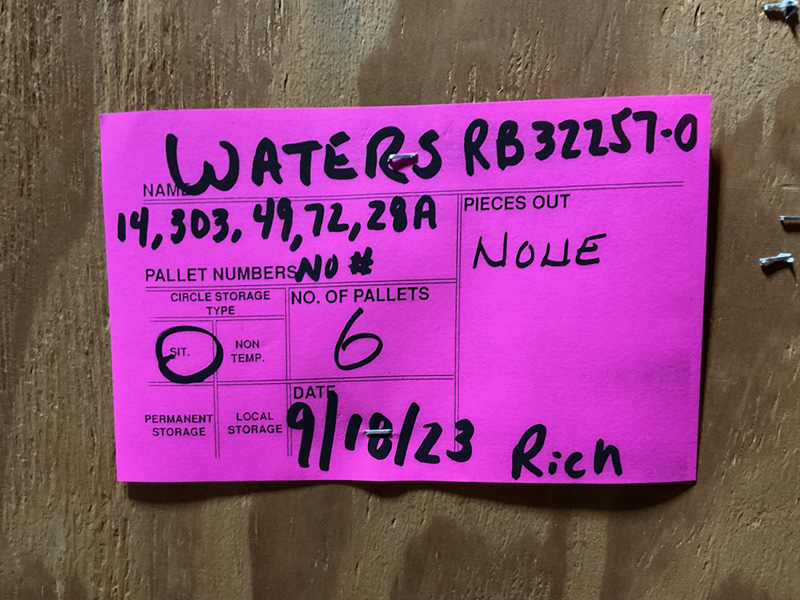 WATERS RB32257-0
NAME
14,303,49,72,28A
PALLET NUMBERS NO #
PIECES OUT
NONE
CIRCLE STORAGE
TYPE
SIT.
NON
TEMP.
NO. OF PALLETS
6
PERMANENT
STORAGE
LOCAL
STORAGE
DATE
9/18/23
Rich